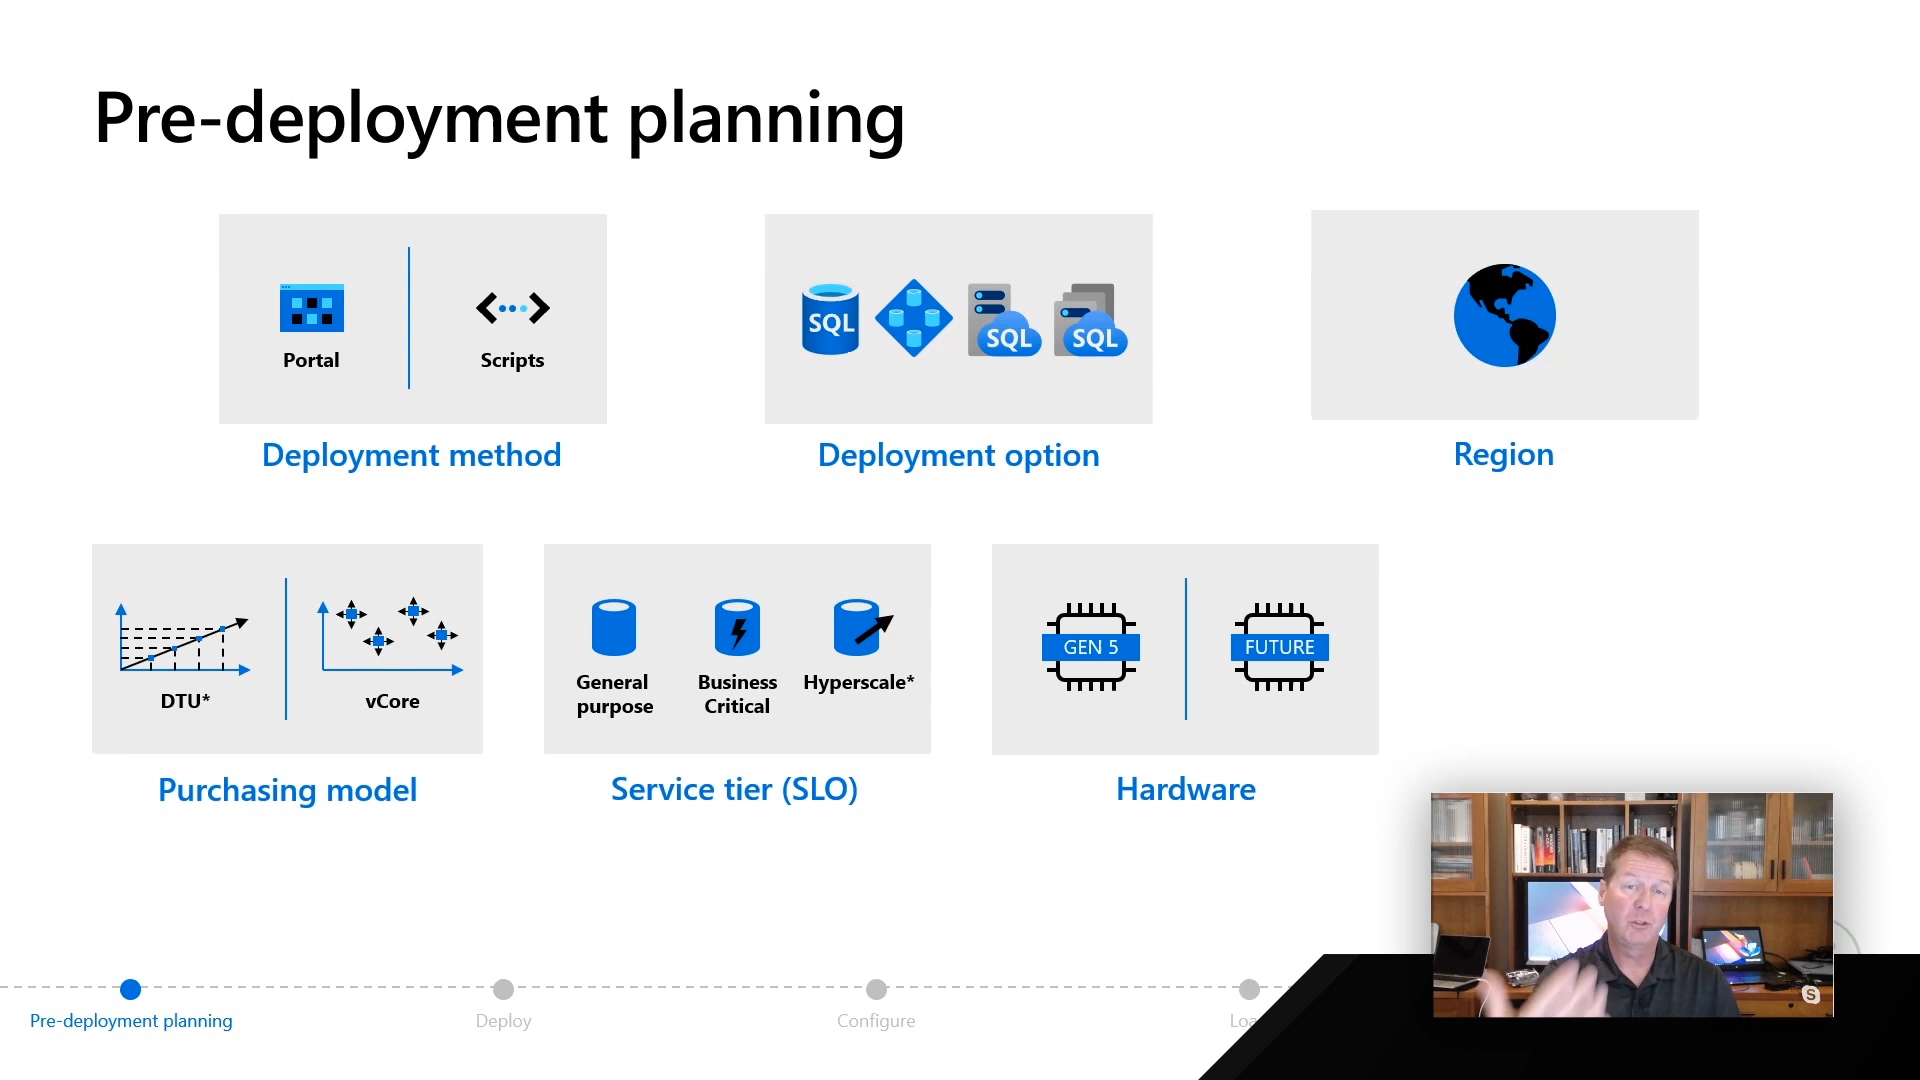 Pre-deployment planning
Portal
Scripts
Deployment method
SQL
SQL
SQL
Deployment option
Region
DTU*
vCore
Purchasing model
General
purpose
Business
Critical
Hyperscale*
Service tier (SLO)
GEN 5
FUTURE
Hardware
Pre-deployment planning
Deploy
Configure
Loa
S